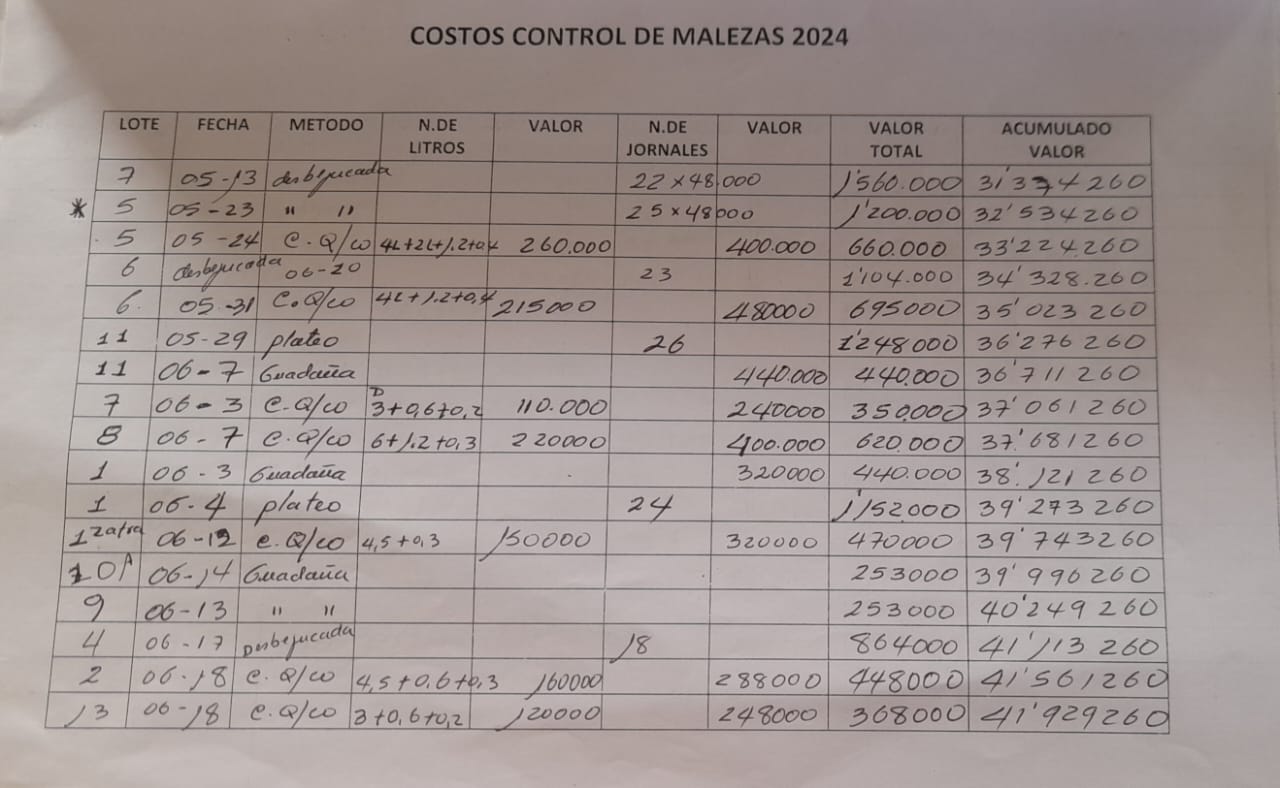 COSTOS CONTROL DE MALEZAS 2024
LOTE FECHA METODO N.DE LITROS VALOR N.DE JORNALES VALOR VALOR TOTAL ACUMULADO VALOR
7 05-13 desbejucada 22 x 48.000 1'560.000 31'334260
* 5 05-23 " " 25 x 48000 1'200.000 32'534260
5 05-24 C.Q/co 4L+2L+1.2+0,4 260.000 400.000 660.000 33'224260
6 desbejucada 06-20 23 1'104.000 34'328.260
6. 05-31 C.Q/co 4L+1.2+0,4 215000 480000 695000 35'023260
11 05-29 plateo 26 1'248000 36'276260
11 06-7 Guadaña 440.000 440.000 36'711260
7 06-3 C.Q/co D 3+0,6+0,2 110.000 240000 350.000 37'061260
8 06-7 C.Q/co 6+1.2+0,3 220000 400.000 620.000 37'681260
1 06-3 Guadaña 320000 440.000 38'.121260
1 06-4 plateo 24 1'152.000 39'273260
1 zafra 06-12 C.Q/co 4,5+0,3 150000 320000 470000 39'743260
10A 06-14 Guadaña 253000 39'996260
9 06-13 " " 253000 40'249260
4 06-17 Desbejucada 18 864000 41'113260
2 06-18 C.Q/co 4,5+0,6+0,3 160000 288000 448000 41'561260
13 06-18 C.Q/co 3+0,6+0,2 120000 248000 368000 41'929260